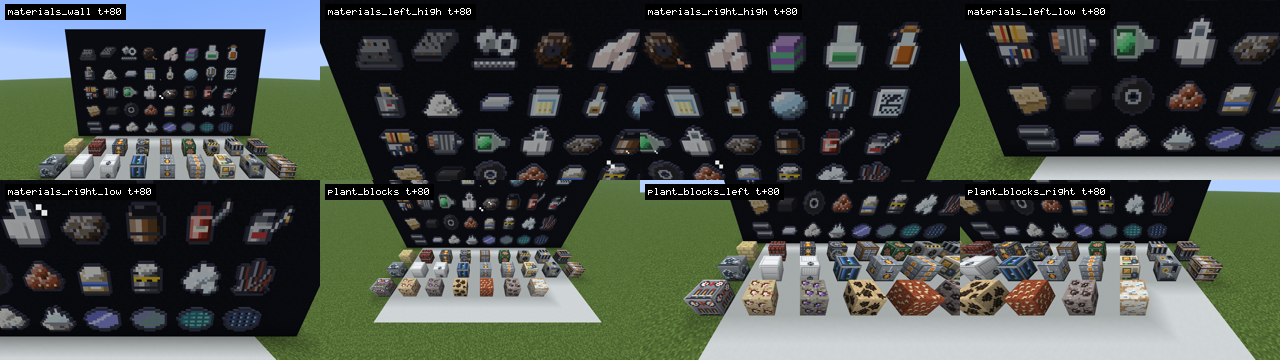 materials_wall t+80
materials_left_high t+80
materials_right_high t+80
materials_left_low t+80
materials_right_low t+80
plant_blocks t+80
plant_blocks_left t+80
plant_blocks_right t+80